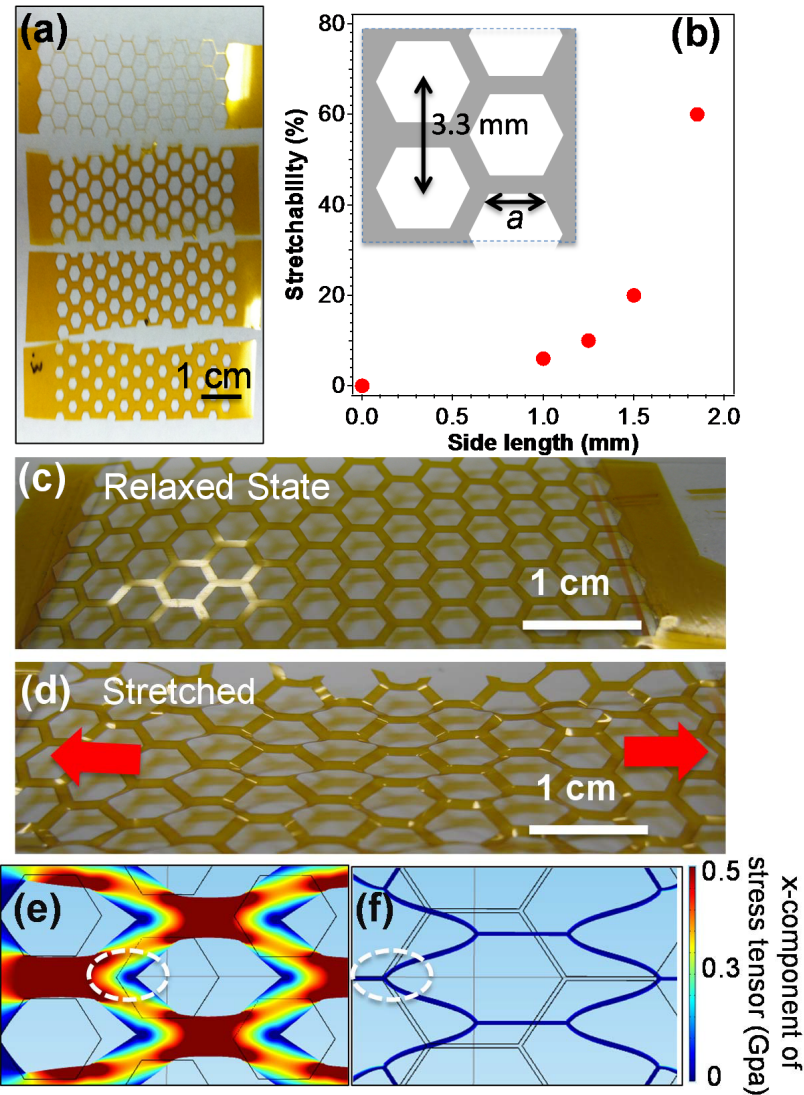 (a)
1 cm
(b)
80
60
40
20
0
Stretchability (%)
3.3 mm
a
0.0
0.5
1.0
1.5
2.0
Side length (mm)
(c) Relaxed State
1 cm
(d) Stretched
1 cm
(e)
(f)
0.5
0.3
0
x-component of
stress tensor (Gpa)